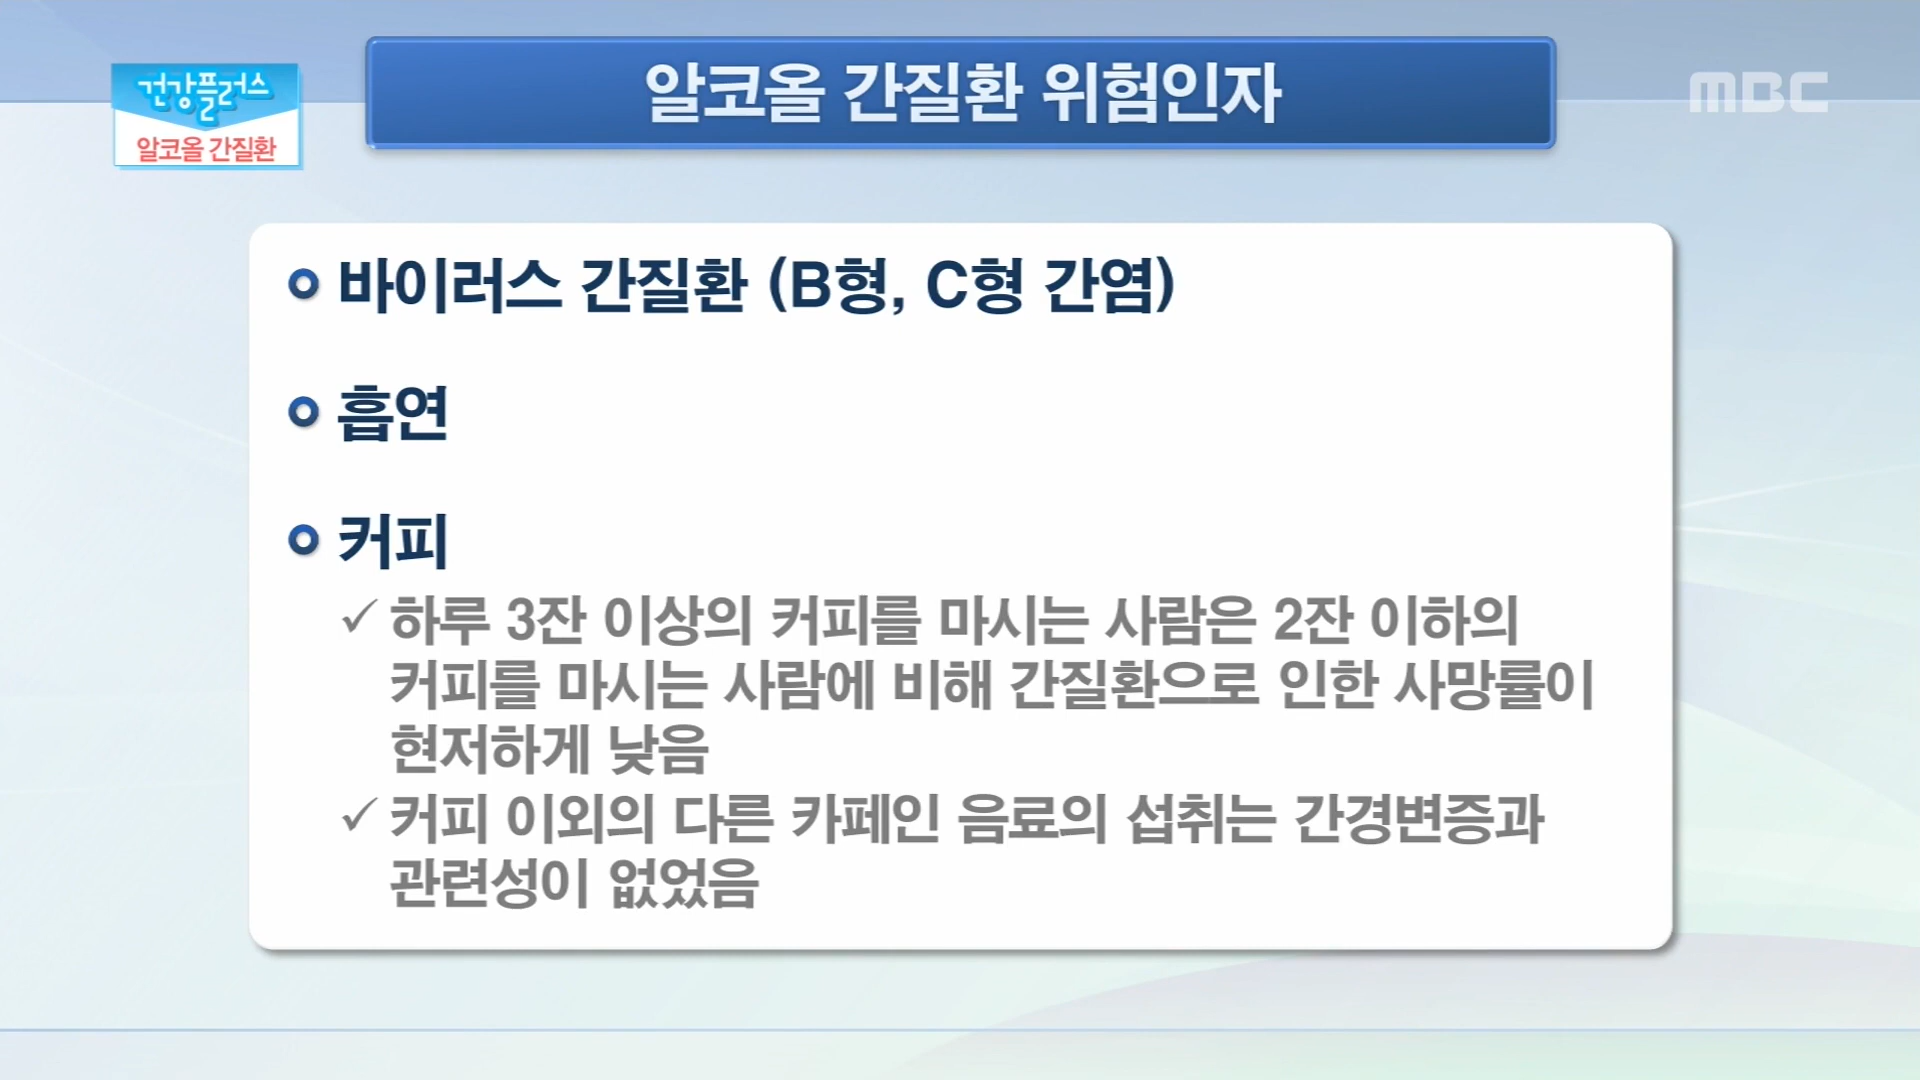 건강플러스
알코올 간질환
알코올 간질환 위험인자
MBC
바이러스 간질환 (B형, C형 간염)
흡연
커피
✓ 하루 3잔 이상의 커피를 마시는 사람은 2잔 이하의
커피를 마시는 사람에 비해 간질환으로 인한 사망률이
현저하게 낮음
✓ 커피 이외의 다른 카페인 음료의 섭취는 간경변증과
관련성이 없었음